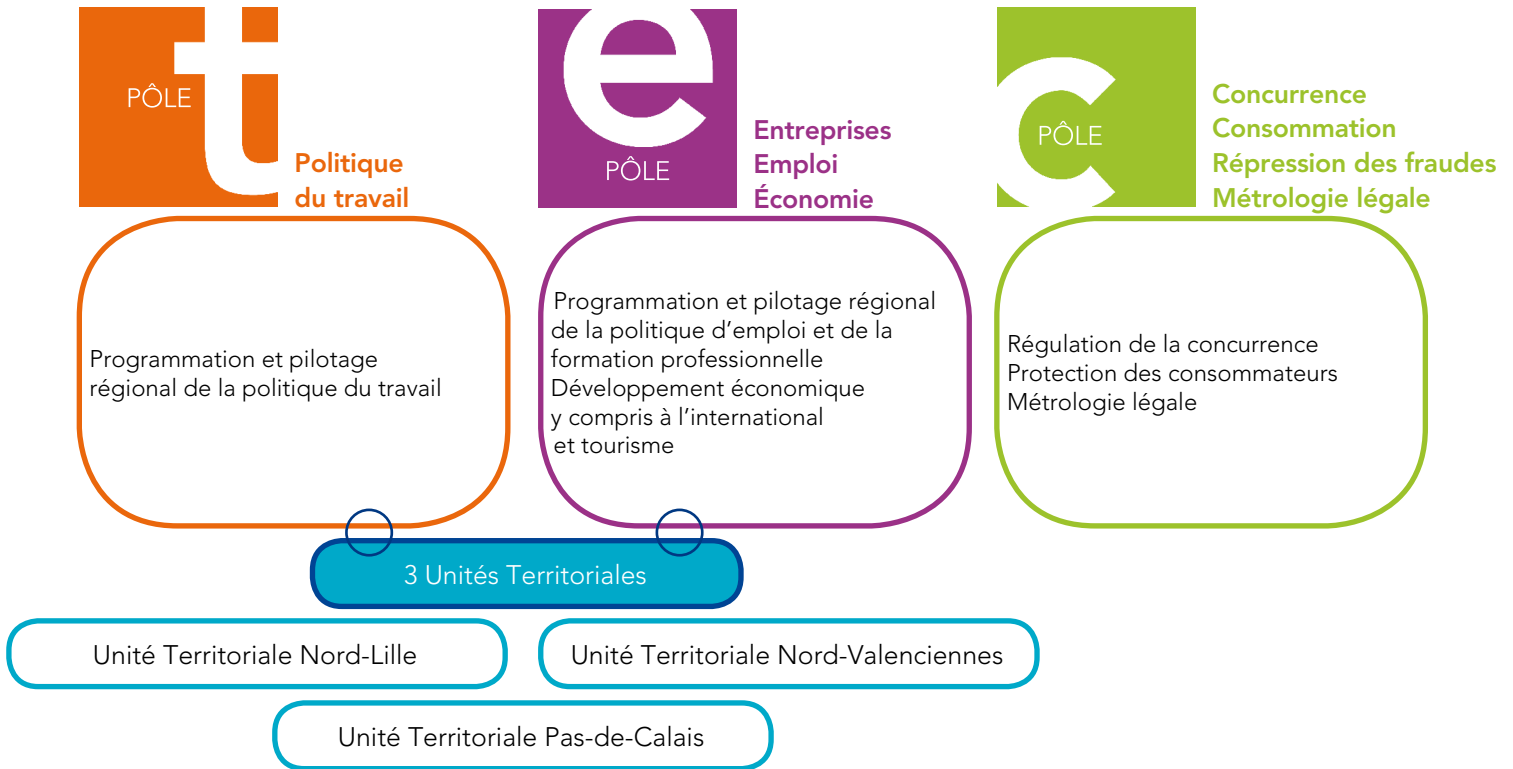 PÔLE
t
Politique
du travail
Programmation et pilotage
régional de la politique du travail
e
PÔLE
Entreprises
Emploi
Économie
Programmation et pilotage régional
de la politique d’emploi et de la
formation professionnelle
Développement économique
y compris à l’international
et tourisme
c
PÔLE
Concurrence
Consommation
Répression des fraudes
Métrologie légale
Régulation de la concurrence
Protection des consommateurs
Métrologie légale
3 Unités Territoriales
Unité Territoriale Nord-Lille
Unité Territoriale Nord-Valenciennes
Unité Territoriale Pas-de-Calais